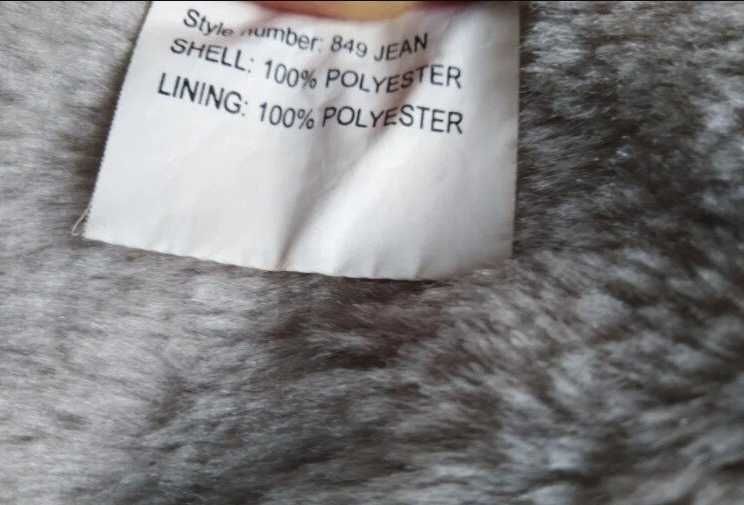 Style number: 849 JEAN
SHELL: 100% POLYESTER
LINING: 100% POLYESTER